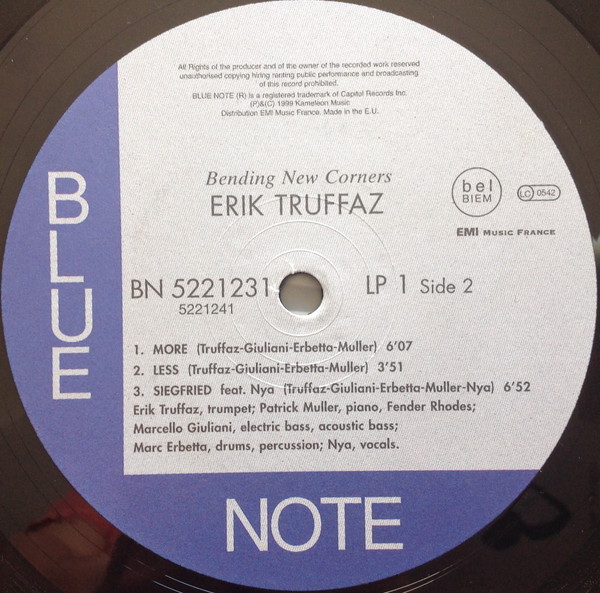 All Rights of the producer and of the owner of the recorded work reserved
unauthorised copying hiring renting public performance and broadcasting
of this record prohibited.
BLUE NOTE (R) is a registered trademark of Capitol Records Inc.
(P)&(C) 1999 Kameleon Music
Distribution EMI Music France. Made in the E.U.
Bending New Corners
ERIK TRUFFAZ
bel
BIEM
LC 0542
EMI MUSIC FRANCE
BN 5221231
5221241
LP 1 Side 2
1. MORE (Truffaz-Giuliani-Erbetta-Muller) 6'07
2. LESS (Truffaz-Giuliani-Erbetta-Muller) 3'51
3. SIEGFRIED feat. Nya (Truffaz-Giuliani-Erbetta-Muller-Nya) 6'52
Erik Truffaz, trumpet; Patrick Muller, piano, Fender Rhodes;
Marcello Giuliani, electric bass, acoustic bass;
Marc Erbetta, drums, percussion; Nya, vocals.
BLUE
NOTE